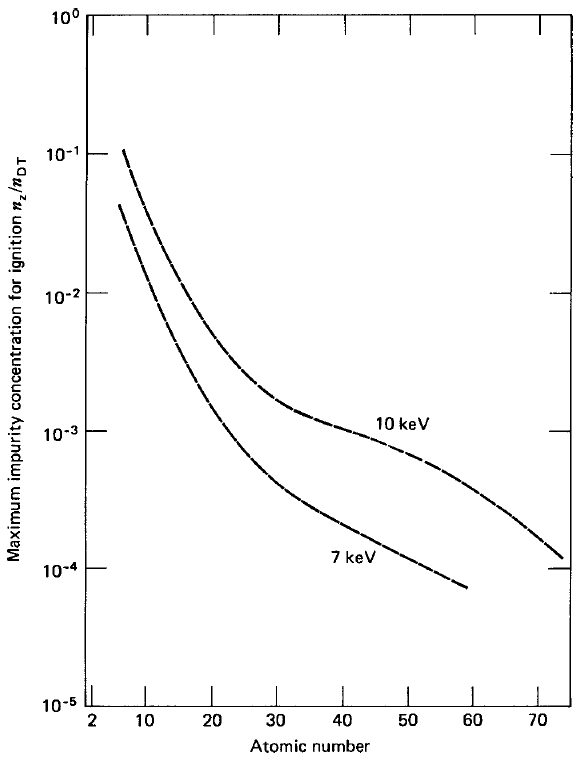 Maximum impurity concentration for ignition n_z/n_DT
10⁰
10⁻¹
10⁻²
10⁻³
10⁻⁴
10⁻⁵
10 keV
7 keV
2 10 20 30 40 50 60 70
Atomic number